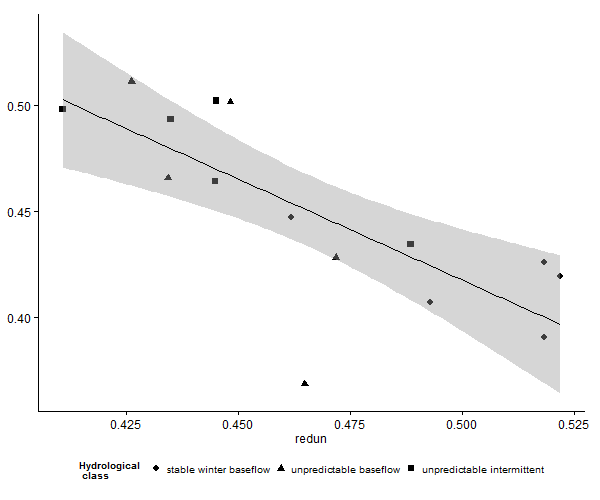 0.50
0.45
0.40
0.425 0.450 0.475 0.500 0.525
redun
Hydrological
class
stable winter baseflow unpredictable baseflow unpredictable intermittent